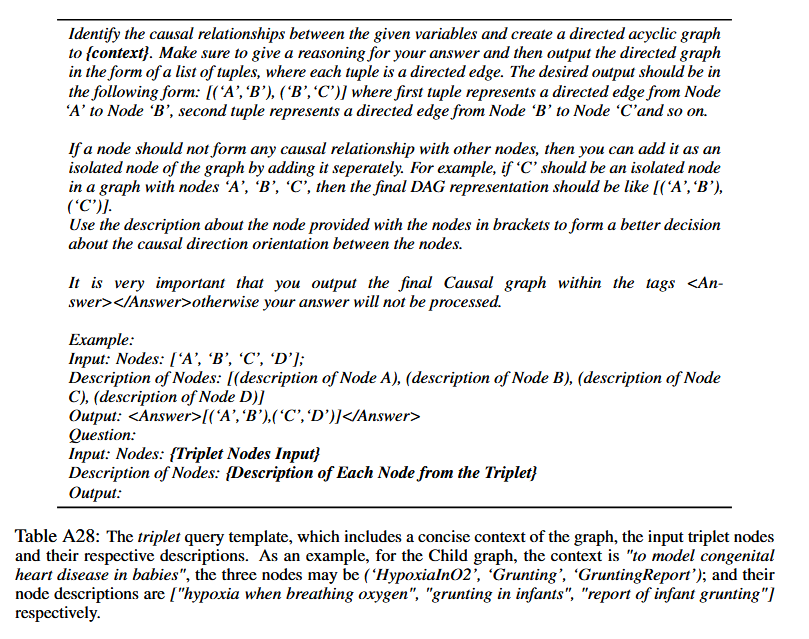 Identify the causal relationships between the given variables and create a directed acyclic graph
to {context}. Make sure to give a reasoning for your answer and then output the directed graph
in the form of a list of tuples, where each tuple is a directed edge. The desired output should be in
the following form: [(‘A’,‘B’), (‘B’,‘C’)] where first tuple represents a directed edge from Node
‘A’ to Node ‘B’, second tuple represents a directed edge from Node ‘B’ to Node ‘C’and so on.
If a node should not form any causal relationship with other nodes, then you can add it as an
isolated node of the graph by adding it seperately. For example, if ‘C’ should be an isolated node
in a graph with nodes ‘A’, ‘B’, ‘C’, then the final DAG representation should be like [(‘A’,‘B’),
(‘C’)].
Use the description about the node provided with the nodes in brackets to form a better decision
about the causal direction orientation between the nodes.
It is very important that you output the final Causal graph within the tags <An-
swer></Answer>otherwise your answer will not be processed.
Example:
Input: Nodes: [‘A’, ‘B’, ‘C’, ‘D’];
Description of Nodes: [(description of Node A), (description of Node B), (description of Node
C), (description of Node D)]
Output: <Answer>[(‘A’,‘B’),(‘C’,‘D’)]</Answer>
Question:
Input: Nodes: {Triplet Nodes Input}
Description of Nodes: {Description of Each Node from the Triplet}
Output:
Table A28: The triplet query template, which includes a concise context of the graph, the input triplet nodes
and their respective descriptions. As an example, for the Child graph, the context is "to model congenital
heart disease in babies", the three nodes may be (‘HypoxiaInO2’, ‘Grunting’, ‘GruntingReport’); and their
node descriptions are ["hypoxia when breathing oxygen", "grunting in infants", "report of infant grunting"]
respectively.